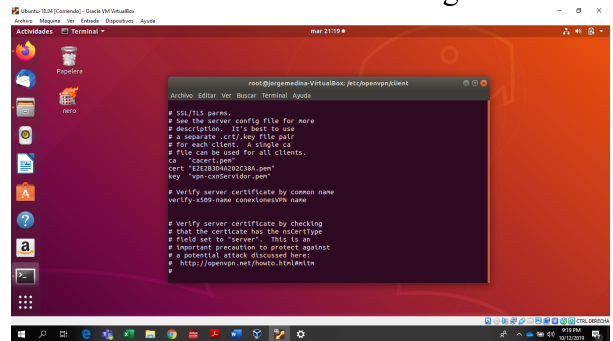 Ubuntu-18.04 [Corriendo] - Oracle VM VirtualBox
Archivo Máquina Ver Entrada Dispositivos Ayuda
Actividades Terminal mar 21:19
Papelera
nero
root@jorgemedina-VirtualBox: /etc/openvpn/client
Archivo Editar Ver Buscar Terminal Ayuda
# SSL/TLS parms.
# See the server config file for more
# description. It's best to use
# a separate .crt/.key file pair
# for each client. A single ca
# file can be used for all clients.
ca "cacert.pem"
cert "E2E2B3D4A202C38A.pem"
key "vpn-cxnServidor.pem"
# Verify server certificate by common name
verify-x509-name conexionesVPN name
# Verify server certificate by checking
# that the certicate has the nsCertType
# field set to "server". This is an
# important precaution to protect against
# a potential attack discussed here:
# http://openvpn.net/howto.html#mitm
#
CTRL DERECHA
9:19 PM
10/12/2019